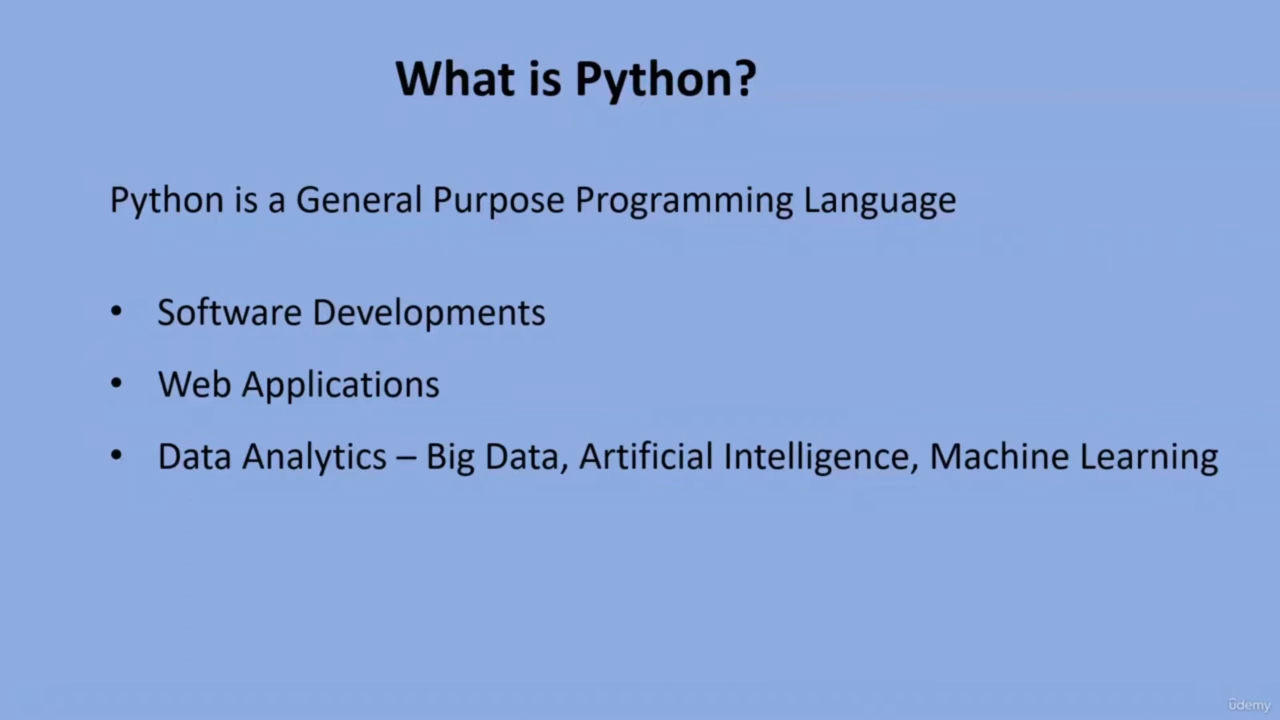 What is Python?
Python is a General Purpose Programming Language
• Software Developments
• Web Applications
• Data Analytics – Big Data, Artificial Intelligence, Machine Learning
ûdemy